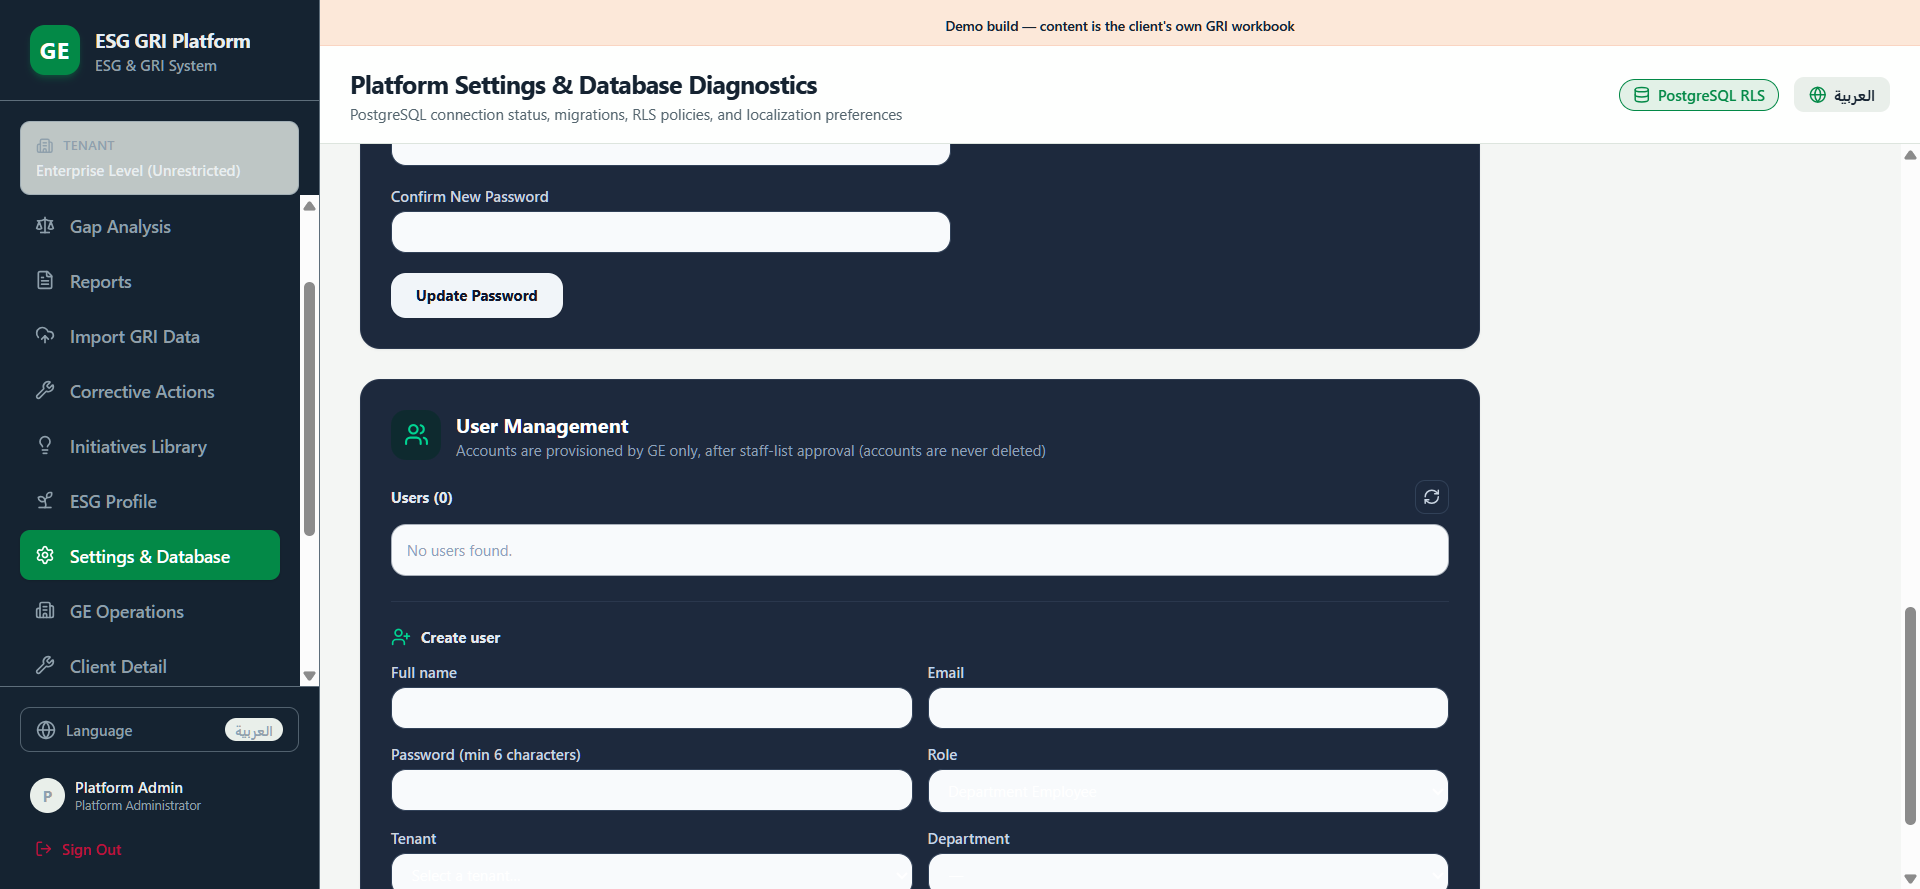 Demo build — content is the client's own GRI workbook
GE
ESG GRI Platform
ESG & GRI System
TENANT
Enterprise Level (Unrestricted)
Gap Analysis
Reports
Import GRI Data
Corrective Actions
Initiatives Library
ESG Profile
Settings & Database
GE Operations
Client Detail
Language
العربية
P
Platform Admin
Platform Administrator
Sign Out
Platform Settings & Database Diagnostics
PostgreSQL connection status, migrations, RLS policies, and localization preferences
PostgreSQL RLS
العربية
Confirm New Password
Update Password
User Management
Accounts are provisioned by GE only, after staff-list approval (accounts are never deleted)
Users (0)
No users found.
Create user
Full name
Email
Password (min 6 characters)
Role
Department Employee
Tenant
Department
Select a tenant